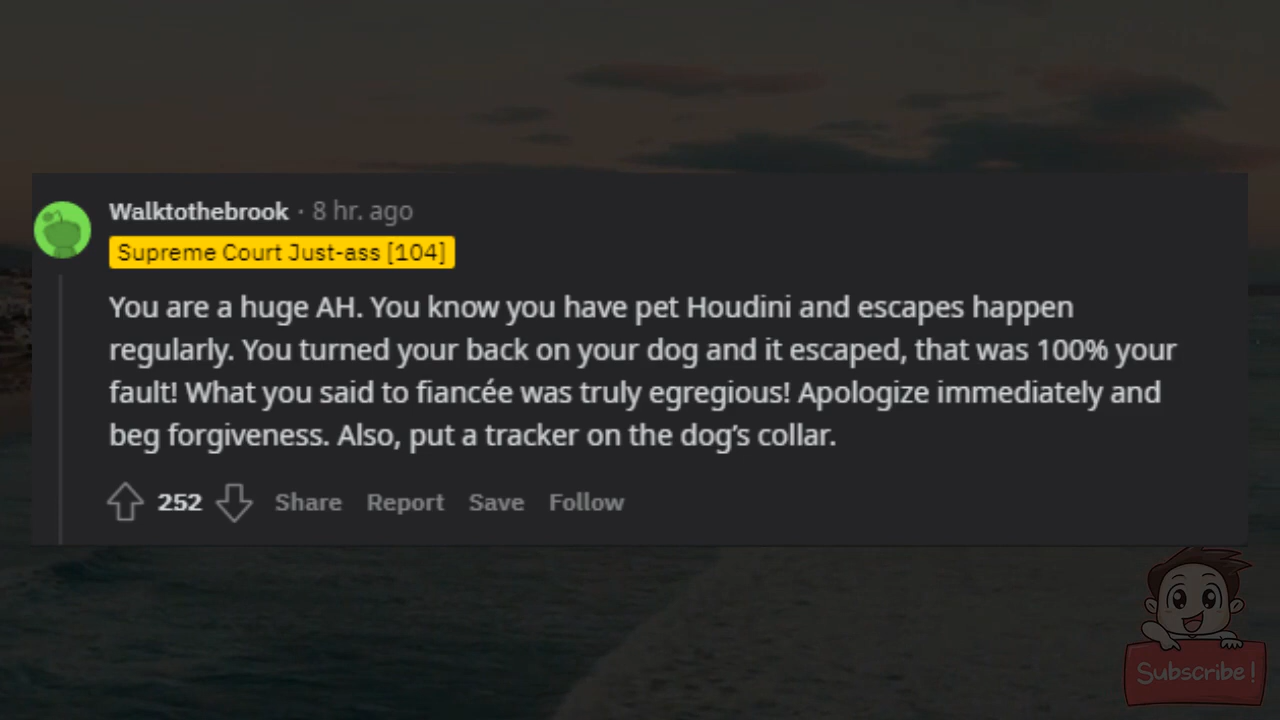 Walktothebrook · 8 hr. ago
Supreme Court Just-ass [104]
You are a huge AH. You know you have pet Houdini and escapes happen
regularly. You turned your back on your dog and it escaped, that was 100% your
fault! What you said to fiancée was truly egregious! Apologize immediately and
beg forgiveness. Also, put a tracker on the dog’s collar.
252 Share Report Save Follow
Subscribe!